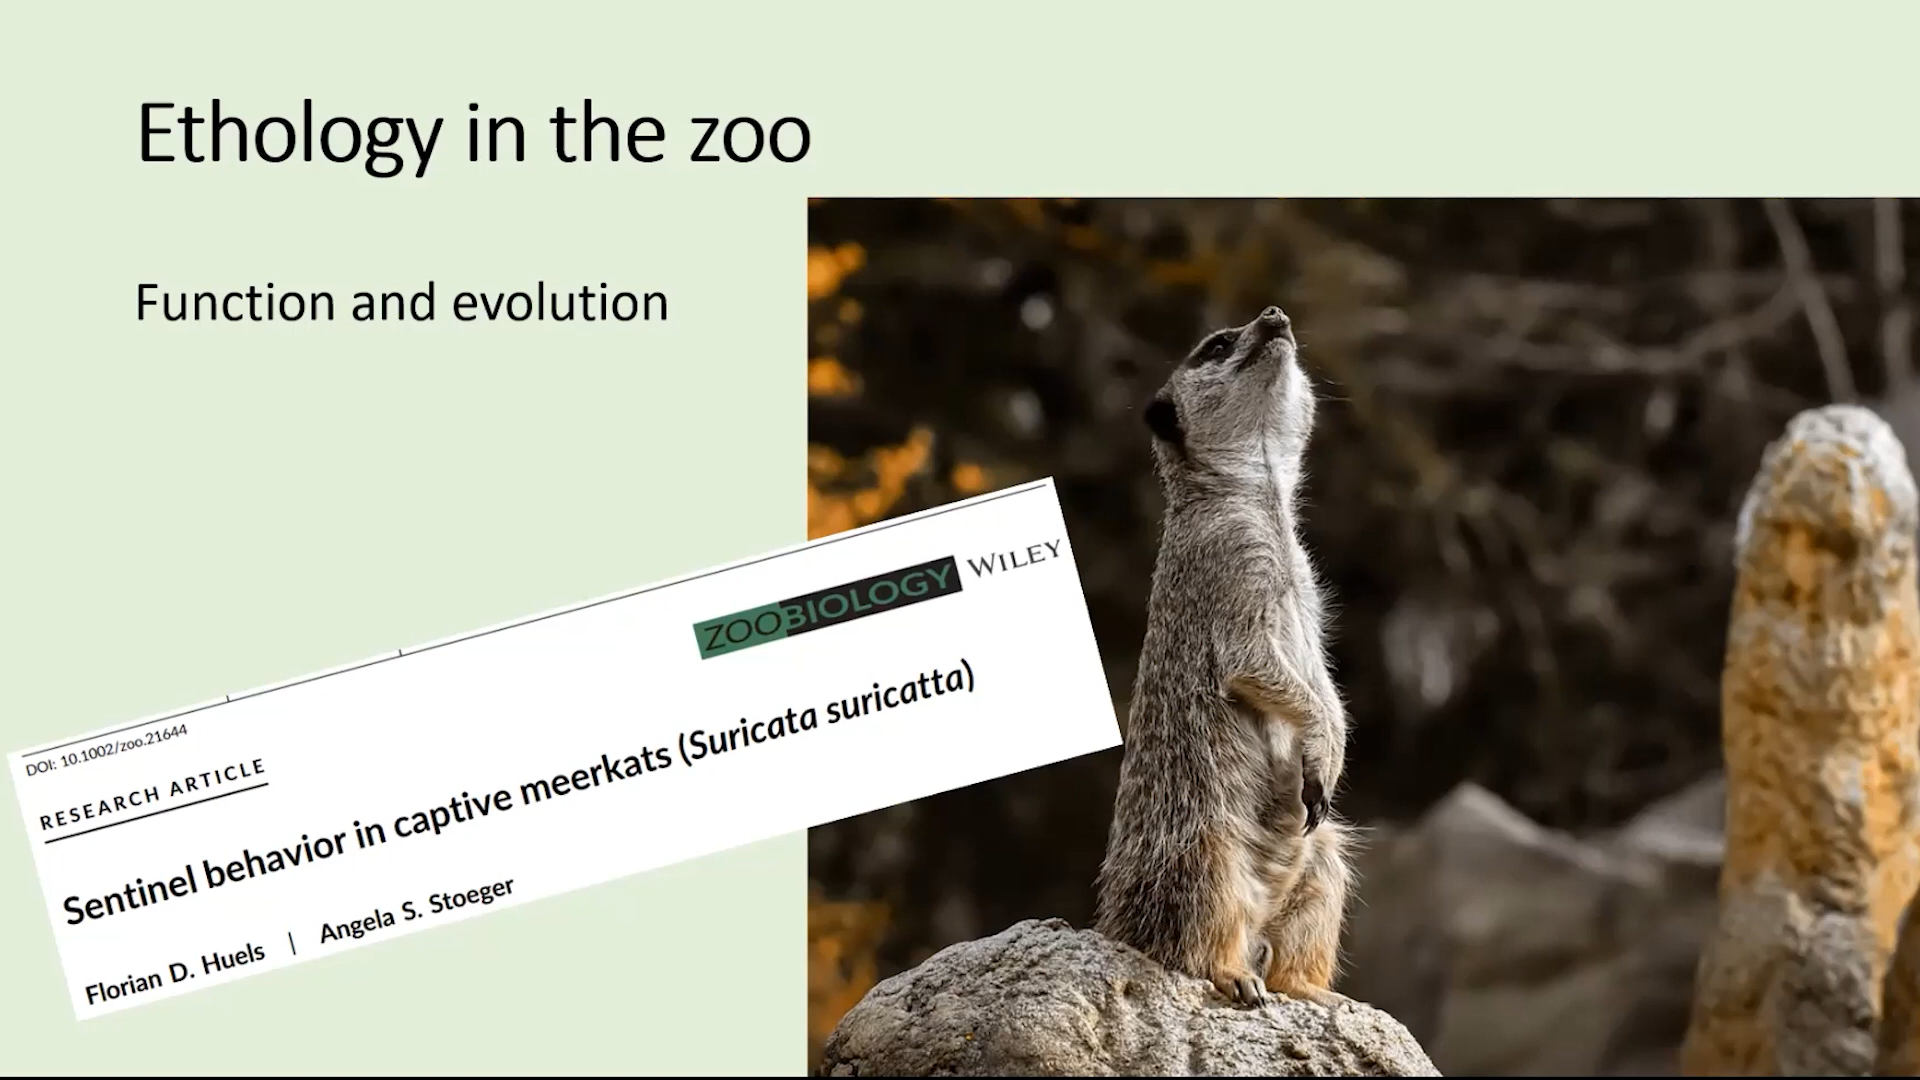 Ethology in the zoo
Function and evolution
ZOOBIOLOGY WILEY
DOI: 10.1002/zoo.21644
RESEARCH ARTICLE
Sentinel behavior in captive meerkats (Suricata suricatta)
Florian D. Huels | Angela S. Stoeger